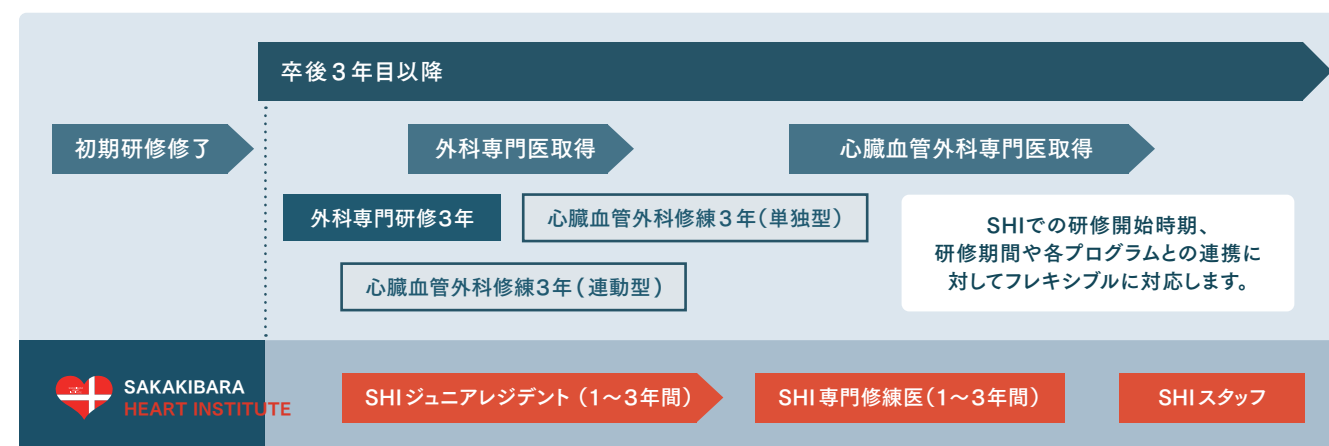 卒後3年目以降
初期研修修了
外科専門医取得
心臓血管外科専門医取得
外科専門研修3年
心臓血管外科修練3年(単独型)
心臓血管外科修練3年(連動型)
SHIでの研修開始時期、
研修期間や各プログラムとの連携に
対してフレキシブルに対応します。
SAKAKIBARA
HEART INSTITUTE
SHIジュニアレジデント(1〜3年間)
SHI専門修練医(1〜3年間)
SHIスタッフ